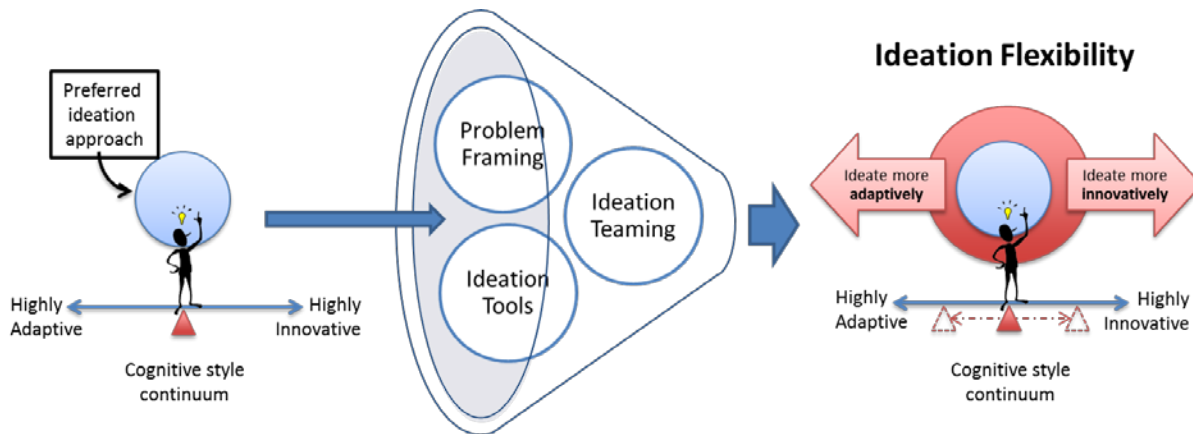 Preferred
ideation
approach
Highly
Adaptive
Highly
Innovative
Cognitive style
continuum
Problem
Framing
Ideation
Teaming
Ideation
Tools
Ideation Flexibility
Ideate more
adaptively
Ideate more
innovatively
Highly
Adaptive
Highly
Innovative
Cognitive style
continuum